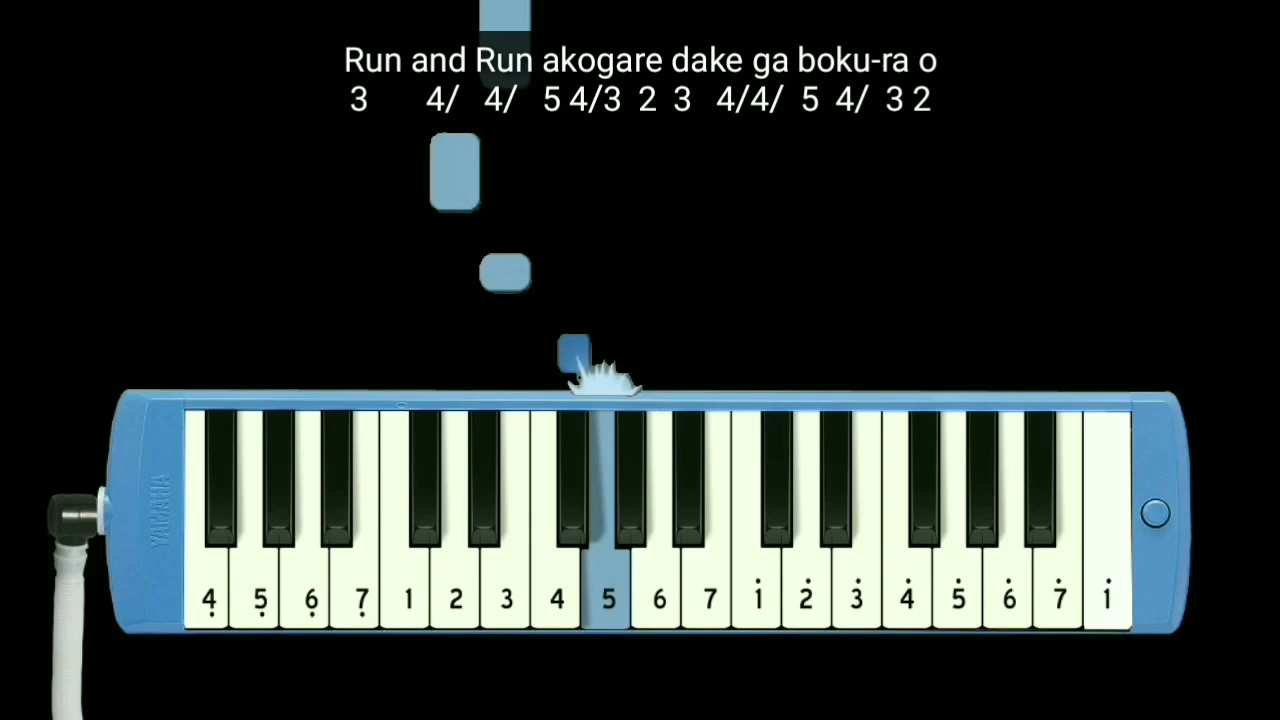 Run and Run akogare dake ga boku-ra o
3 4/ 4/ 5 4/3 2 3 4/4/ 5 4/ 3 2
YAMAHA
4 5 6 7 1 2 3 4 5 6 7 1 2 3 4 5 6 7 1